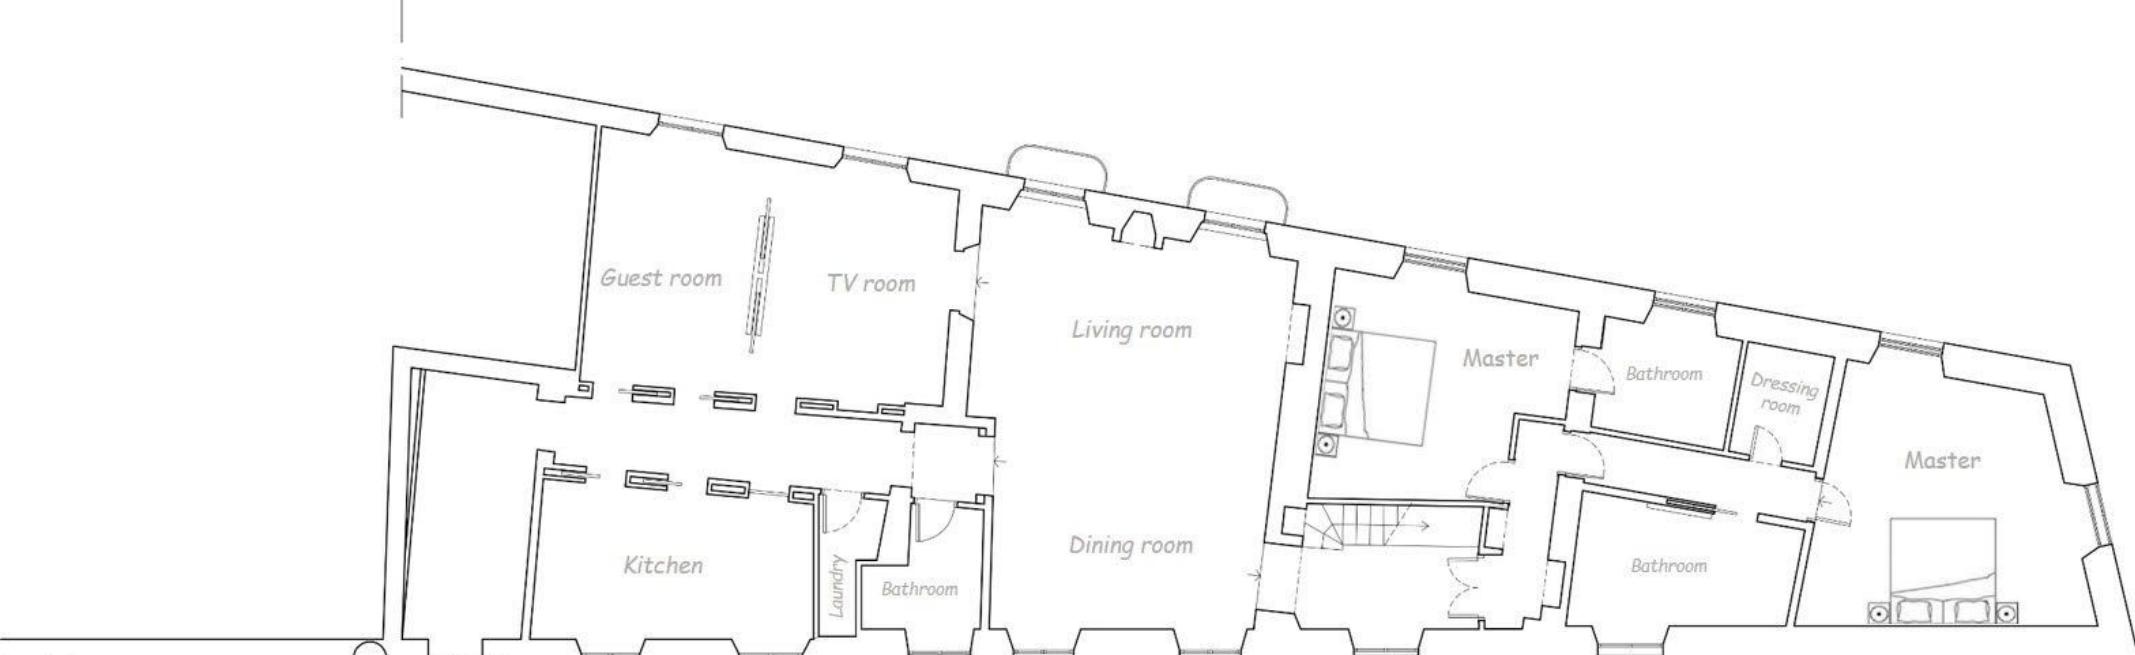 Guest room
TV room
Living room
Master
Bathroom
Dressing
room
Master
Kitchen
Laundry
Bathroom
Dining room
Bathroom